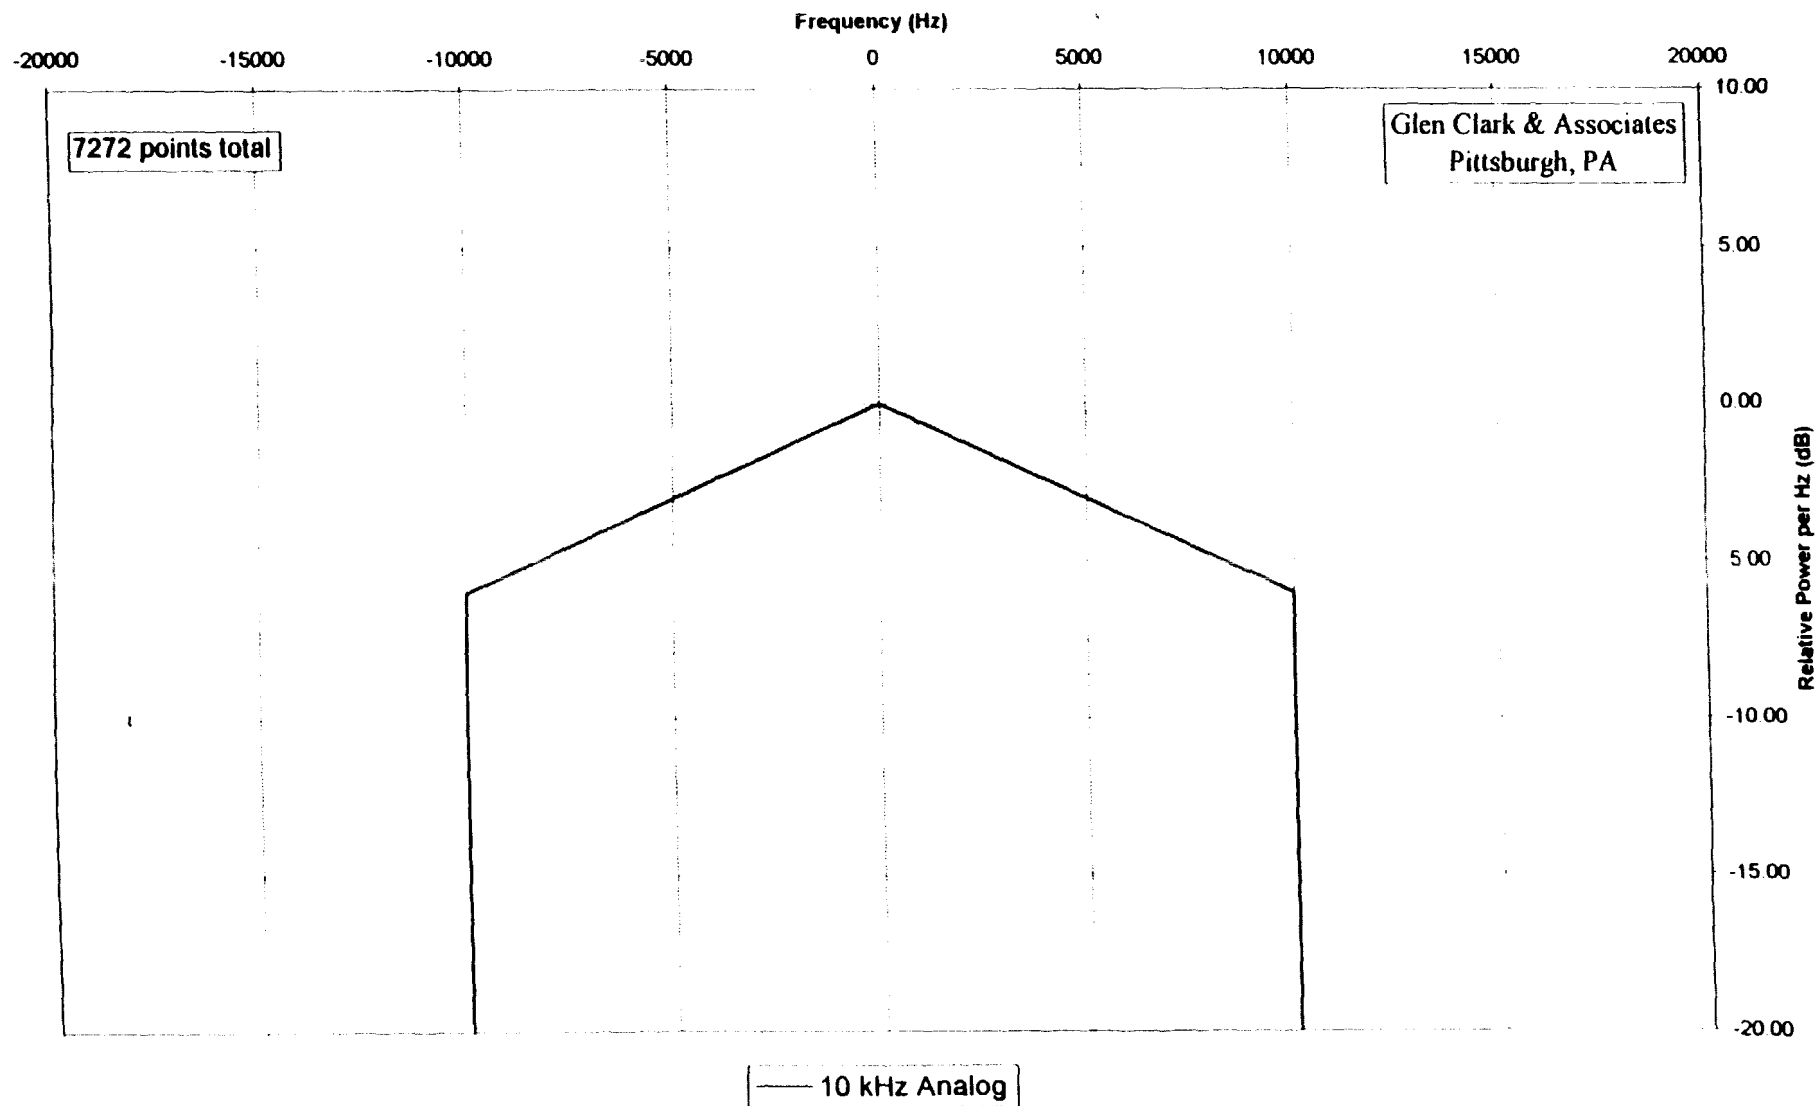 Frequency (Hz)
-20000 -15000 -10000 -5000 0 5000 10000 15000 20000
10.00
7272 points total
Glen Clark & Associates
Pittsburgh, PA
5.00
0.00
5.00
Relative Power per Hz (dB)
-10.00
-15.00
-20.00
10 kHz Analog